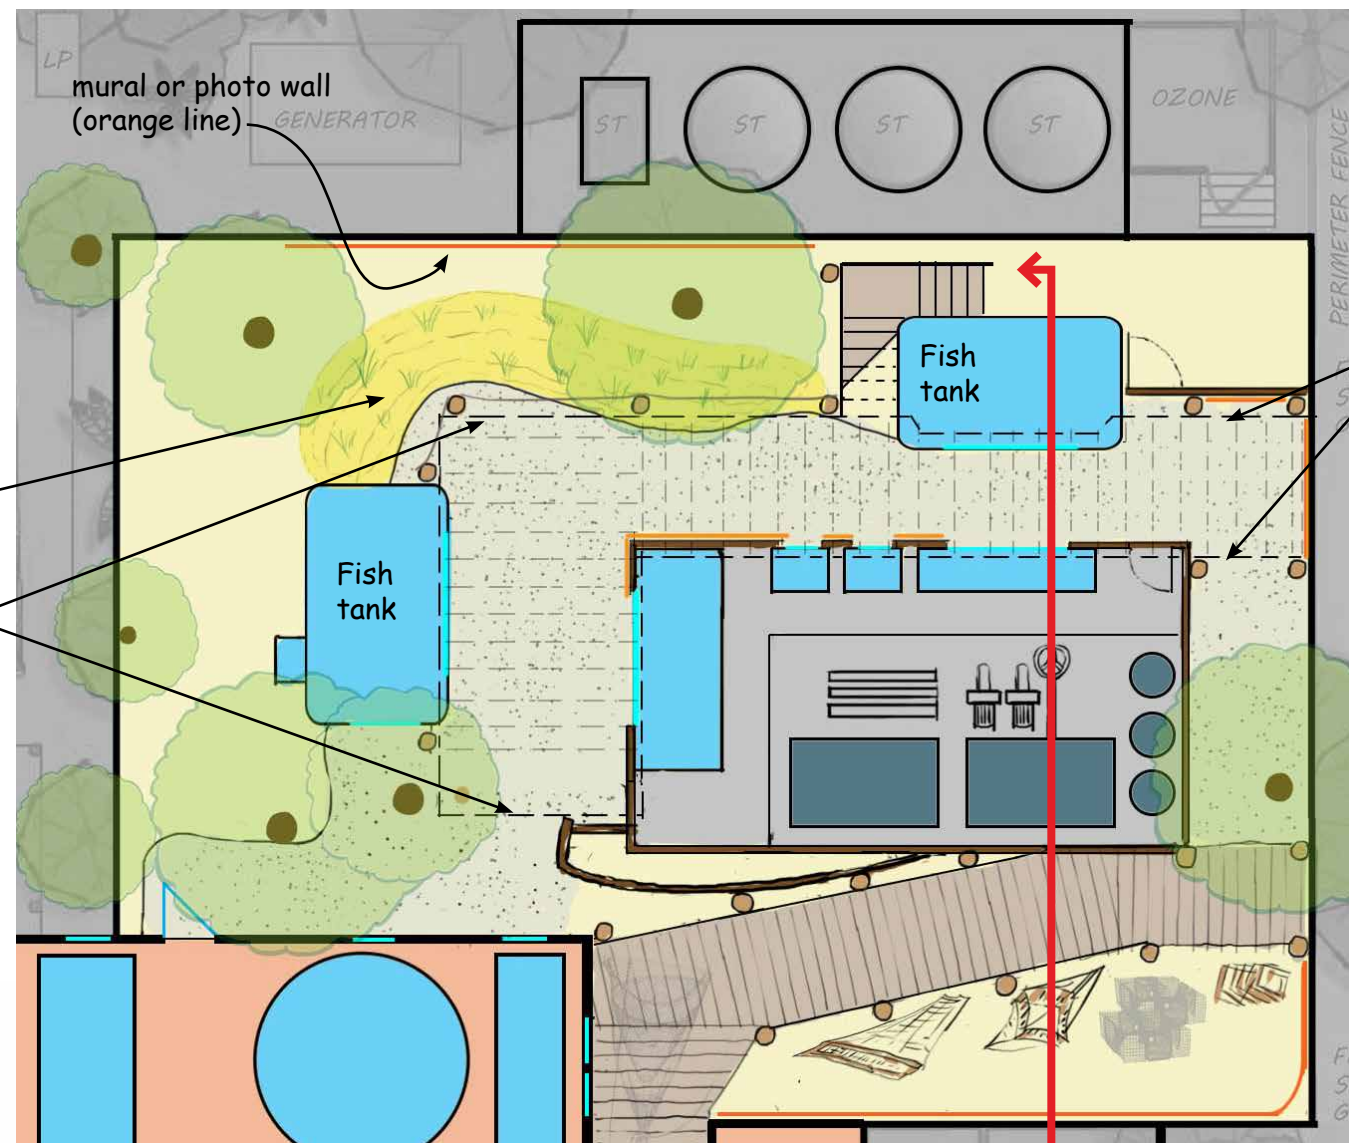 LP
mural or photo wall
(orange line)
GENERATOR
ST
ST
ST
ST
OZONE
PERIMETER FENCE
Fish
tank
Fish
tank